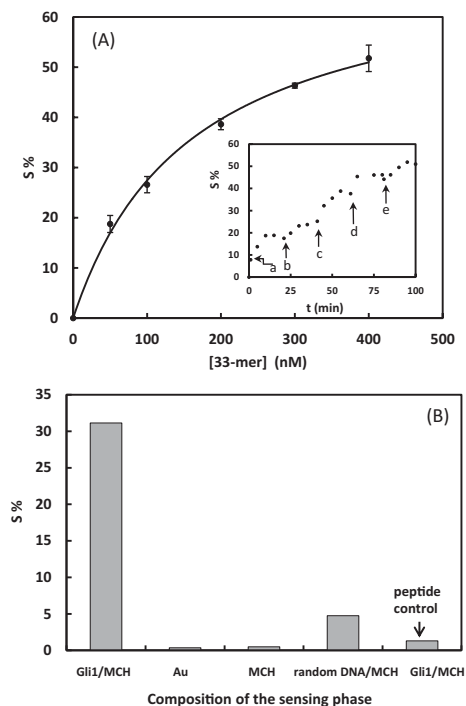 (A)
60
50
40
30
20
10
0
S %
0 100 200 300 400 500
[33-mer] (nM)
S %
60
50
40
30
20
10
0
a
b
c
d
e
0 25 50 75 100
t (min)
(B)
35
30
25
20
15
10
5
0
S %
peptide
control
Gli1/MCH Au MCH random DNA/MCH Gli1/MCH
Composition of the sensing phase